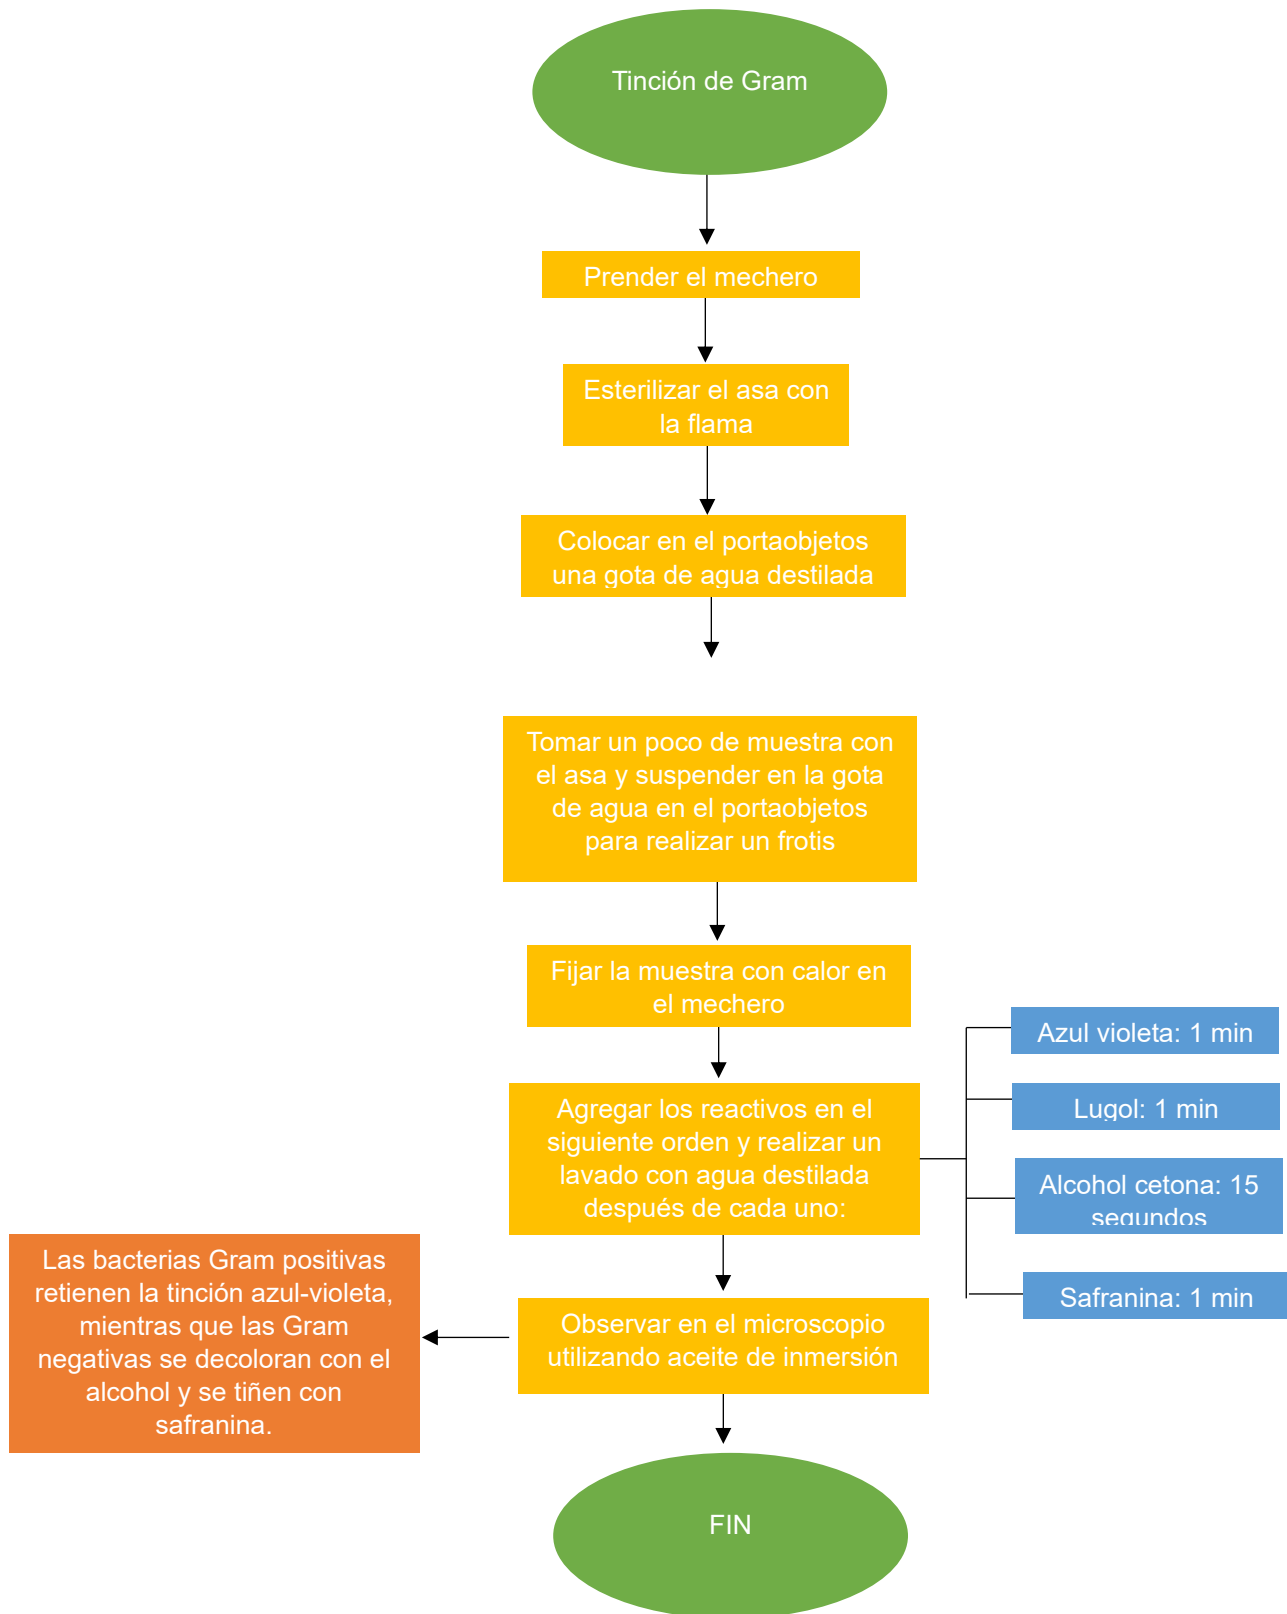 Tinción de Gram
Prender el mechero
Esterilizar el asa con
la flama
Colocar en el portaobjetos
una gota de agua destilada
Tomar un poco de muestra con
el asa y suspender en la gota
de agua en el portaobjetos
para realizar un frotis
Fijar la muestra con calor en
el mechero
Agregar los reactivos en el
siguiente orden y realizar un
lavado con agua destilada
después de cada uno:
Azul violeta: 1 min
Lugol: 1 min
Alcohol cetona: 15
segundos
Safranina: 1 min
Observar en el microscopio
utilizando aceite de inmersión
Las bacterias Gram positivas
retienen la tinción azul-violeta,
mientras que las Gram
negativas se decoloran con el
alcohol y se tiñen con
safranina.
FIN